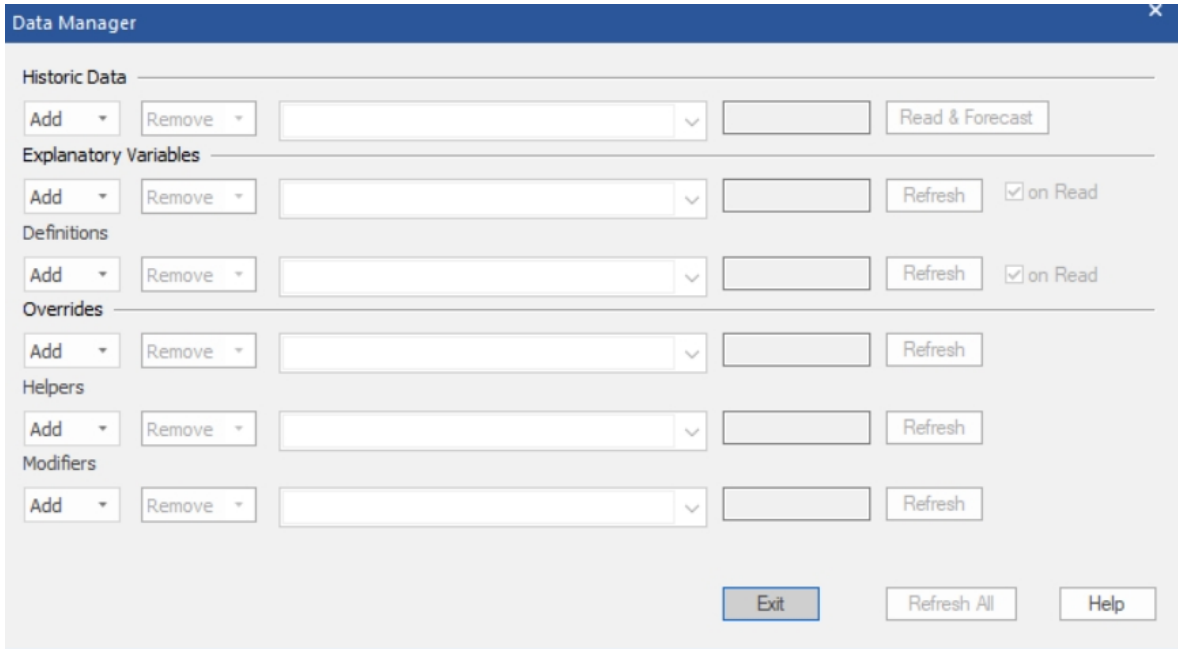 Data Manager
Historic Data
Add Remove Read & Forecast
Explanatory Variables
Add Remove Refresh on Read
Definitions
Add Remove Refresh on Read
Overrides
Add Remove Refresh
Helpers
Add Remove Refresh
Modifiers
Add Remove Refresh
Exit Refresh All Help